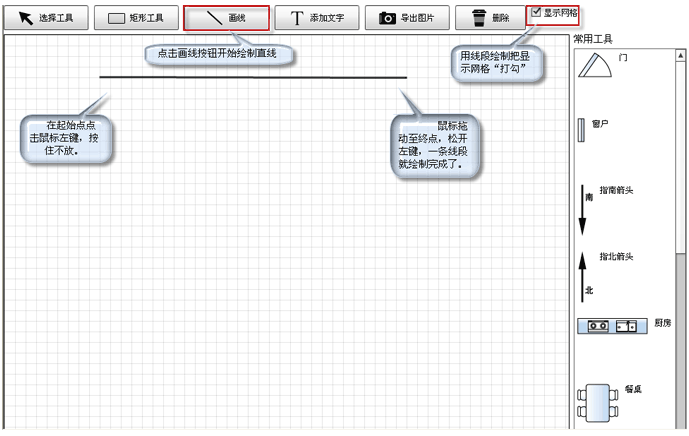 选择工具
矩形工具
画线
添加文字
导出图片
删除
显示网格
点击画线按钮开始绘制直线
用线段绘制把显
示网格“打勾”
常用工具
门
在起始点点
击鼠标左键，按
住不放。
鼠标拖
动至终点，松开
左键，一条线段
就绘制完成了。
窗户
指南箭头
南
指北箭头
北
厨房
餐桌